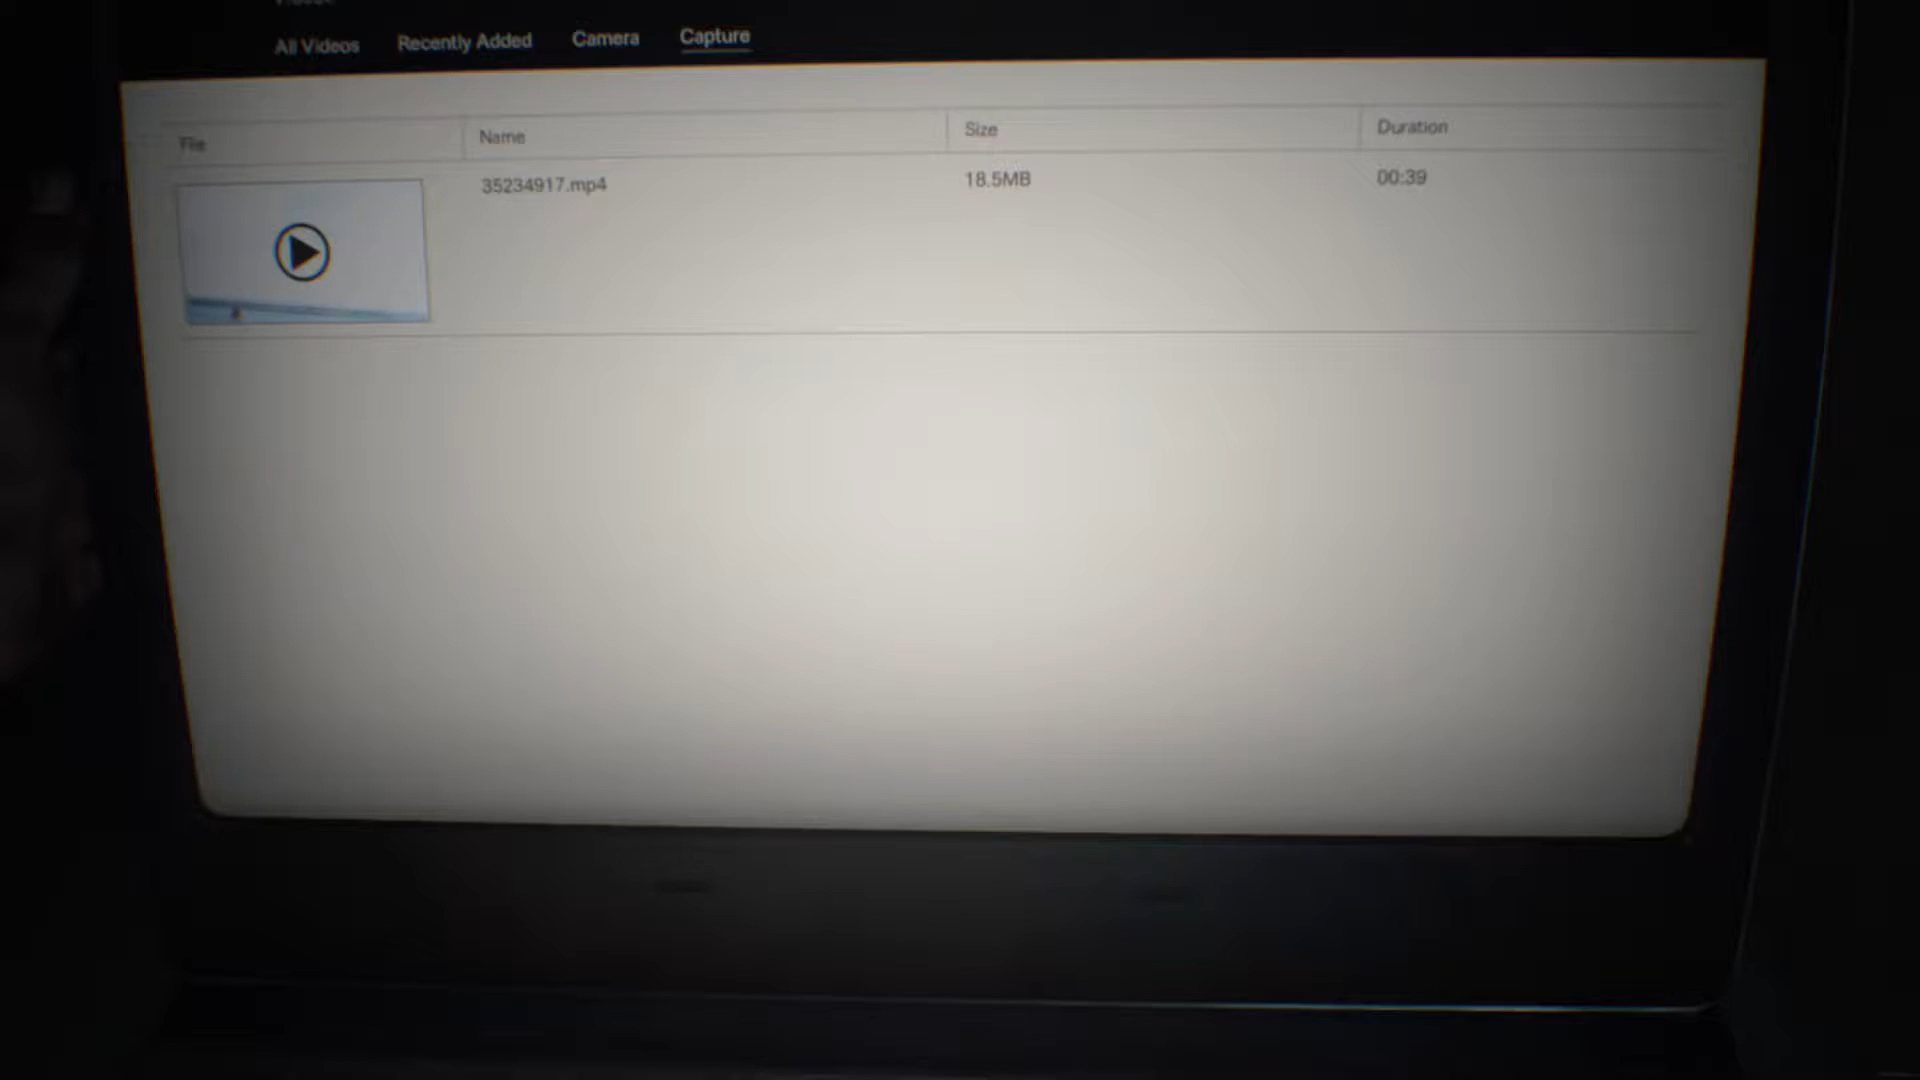 All Videos Recently Added Camera Capture
File Name Size Duration
35234917.mp4 18.5MB 00:39